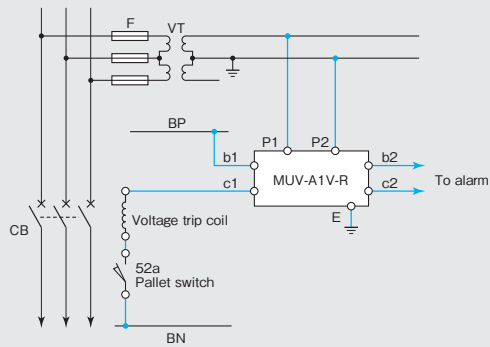 F
VT
BP
P1
P2
b1
b2
MUV-A1V-R
To alarm
c1
c2
E
Voltage trip coil
CB
52a
Pallet switch
BN